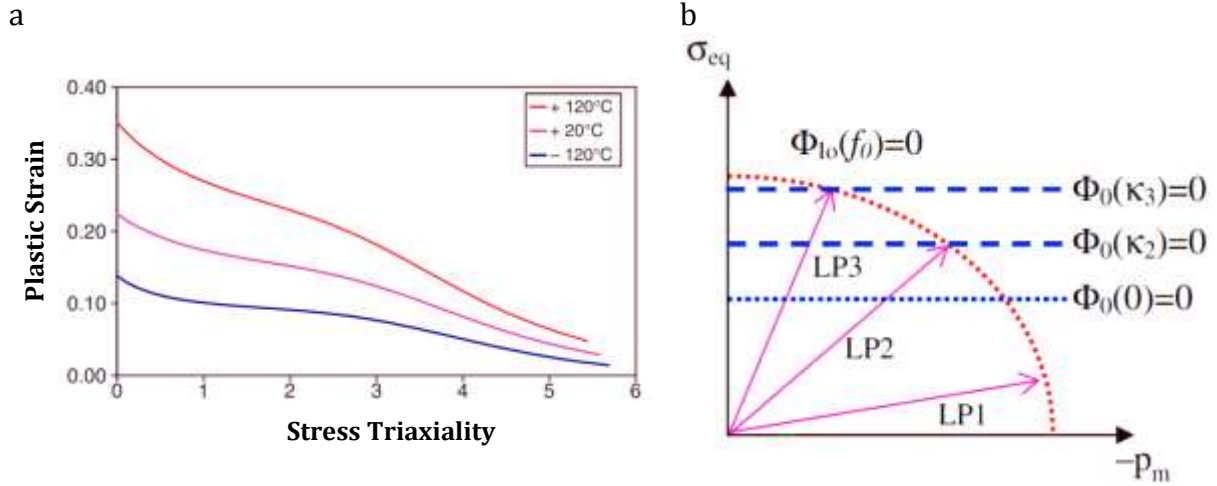 a
Plastic Strain
0.40
0.30
0.20
0.10
0.00
+ 120°C
+ 20°C
− 120°C
0 1 2 3 4 5 6
Stress Triaxiality
b
σeq
Φlo(f0)=0
Φ0(κ3)=0
Φ0(κ2)=0
Φ0(0)=0
LP3
LP2
LP1
−pm